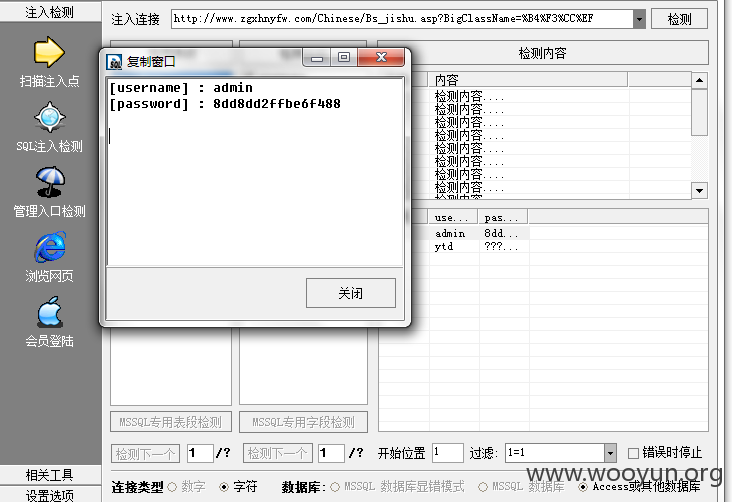 注入检测
扫描注入点
SQL注入检测
管理入口检测
浏览网页
会员登陆
相关工具
设置选项
注入连接 http://www.zgxhnyfw.com/Chinese/Bs_jishu.asp?BigClassName=%B4%F3%CC%EF 检测
检测内容
内容
检测内容....
检测内容....
检测内容....
检测内容....
检测内容....
检测内容....
检测内容....
检测内容....
复制窗口
[username] : admin
[password] : 8dd8dd2ffbe6f488
关闭
use... pas...
admin 8dd...
ytd ???...
MSSQL专用表段检测 MSSQL专用字段检测
检测下一个 1 /? 检测下一个 1 /? 开始位置 1 过滤: 1=1 错误时停止
连接类型 数字 字符 数据库: MSSQL 数据库显错模式 MSSQL 数据库 Access或其他数据库
www.wooyun.org